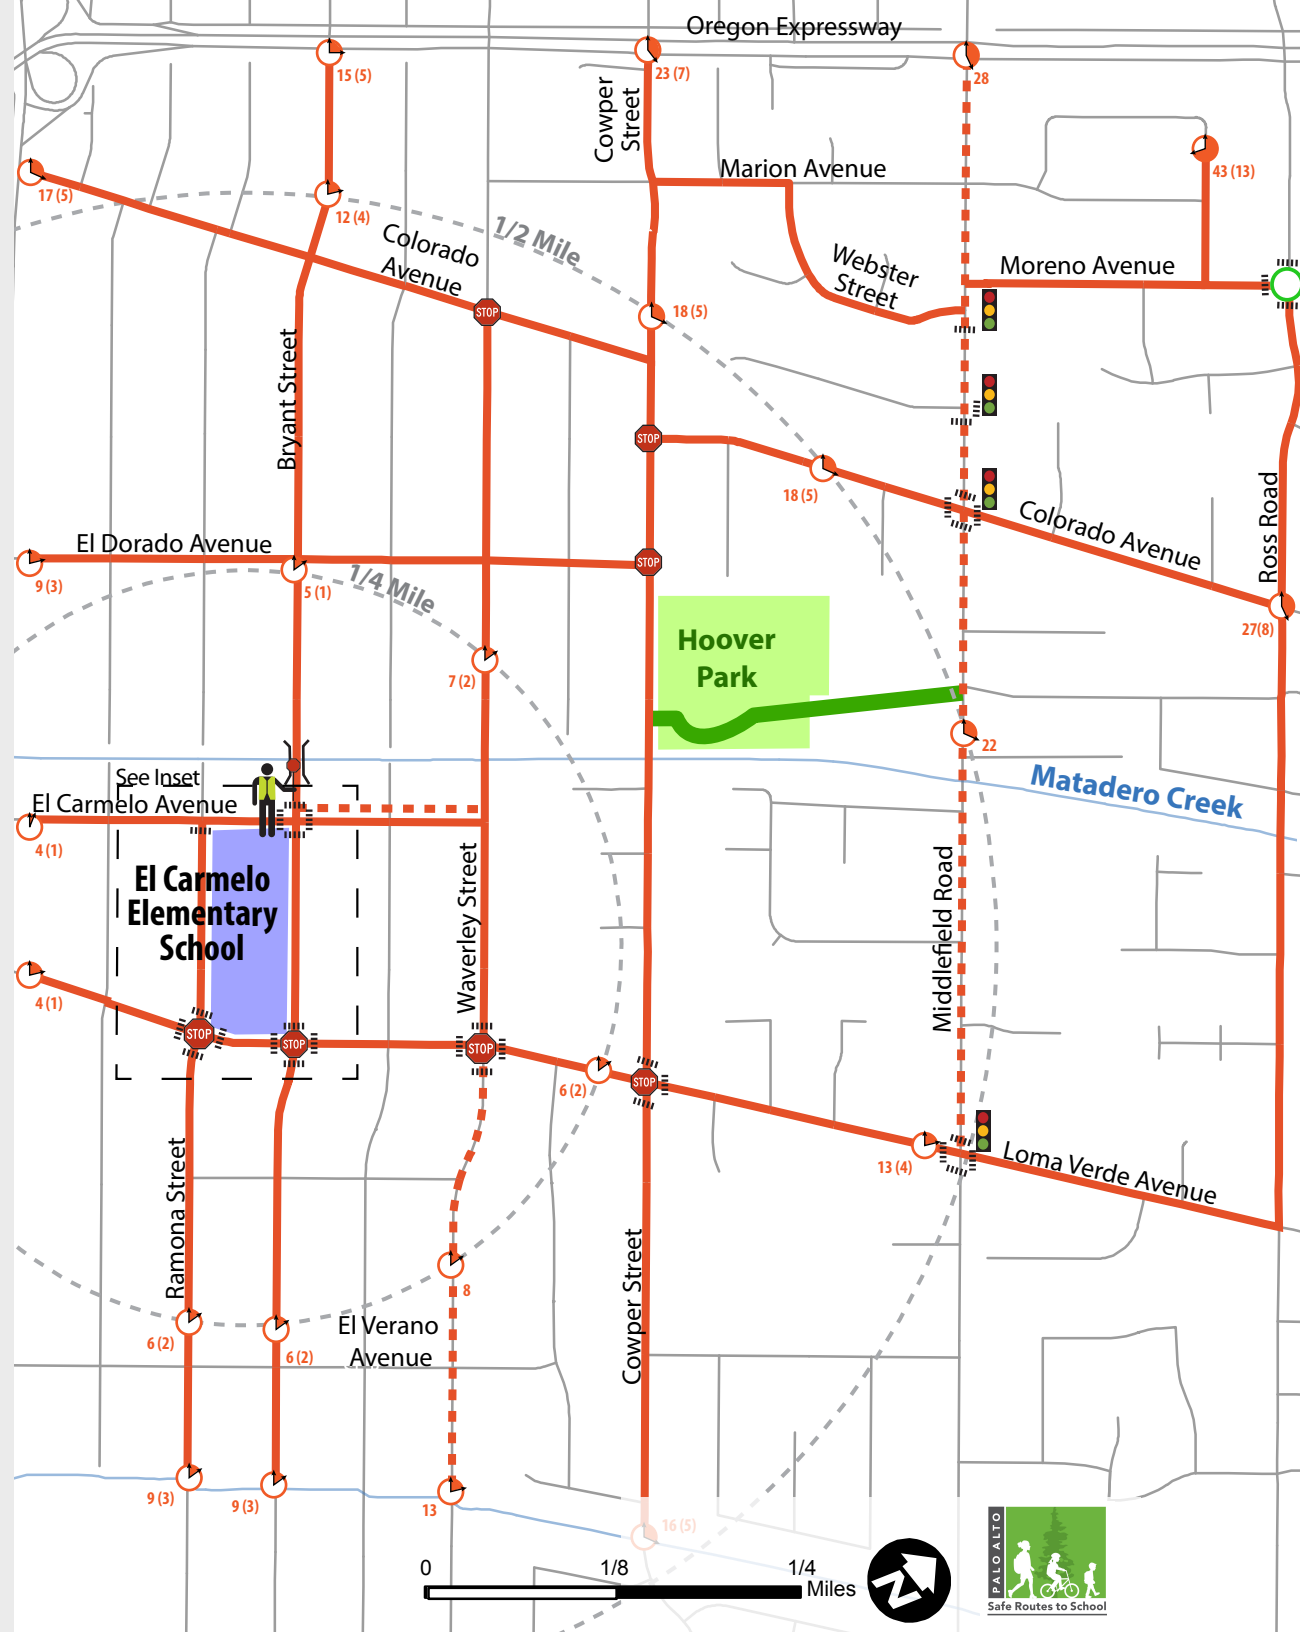 Oregon Expressway
15 (5)
23 (7)
28
Cowper
Street
Marion Avenue
43 (13)
17 (5)
12 (4)
1/2 Mile
Colorado
Avenue
Webster
Street
Moreno Avenue
STOP
18 (5)
Bryant Street
STOP
18 (5)
Colorado Avenue
Ross Road
El Dorado Avenue
STOP
9 (3)
5 (1)
1/4 Mile
27(8)
Hoover
Park
7 (2)
22
See Inset
El Carmelo Avenue
Matadero Creek
4 (1)
El Carmelo
Elementary
School
Waverley Street
Middlefield Road
4 (1)
STOP
STOP
STOP
6 (2)
STOP
13 (4)
Loma Verde Avenue
Ramona Street
Cowper Street
8
6 (2)
6 (2)
El Verano
Avenue
9 (3)
9 (3)
13
16 (5)
0
1/8
1/4
Miles
N
PALO ALTO
Safe Routes to School